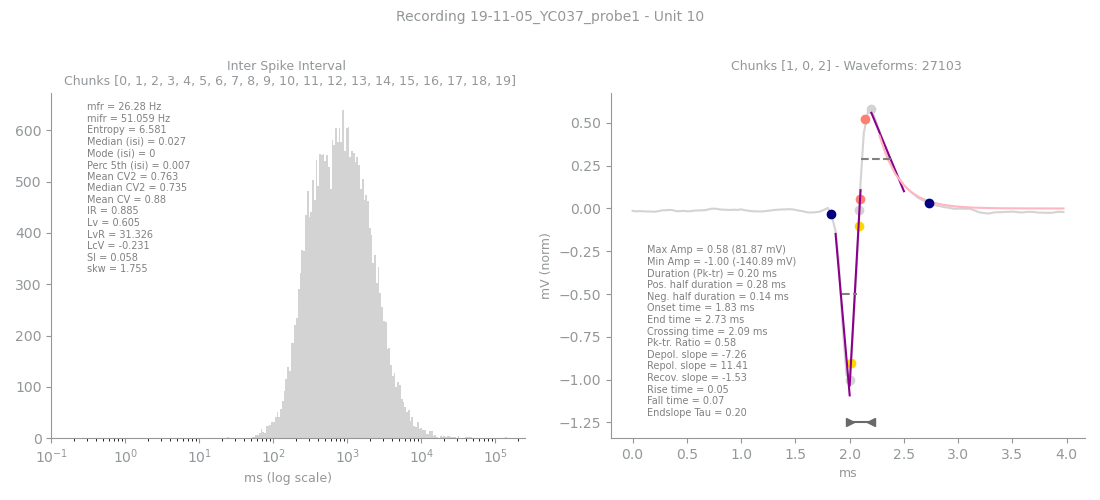 Recording 19-11-05_YC037_probe1 - Unit 10
Inter Spike Interval
Chunks [0, 1, 2, 3, 4, 5, 6, 7, 8, 9, 10, 11, 12, 13, 14, 15, 16, 17, 18, 19]
mfr = 26.28 Hz
mifr = 51.059 Hz
Entropy = 6.581
Median (isi) = 0.027
Mode (isi) = 0
Perc 5th (isi) = 0.007
Mean CV2 = 0.763
Median CV2 = 0.735
Mean CV = 0.88
IR = 0.885
Lv = 0.605
LvR = 31.326
LcV = -0.231
SI = 0.058
skw = 1.755
600
500
400
300
200
100
0
10⁻¹ 10⁰ 10¹ 10² 10³ 10⁴ 10⁵
ms (log scale)
Chunks [1, 0, 2] - Waveforms: 27103
mV (norm)
0.50
0.25
0.00
−0.25
−0.50
−0.75
−1.00
−1.25
Max Amp = 0.58 (81.87 mV)
Min Amp = -1.00 (-140.89 mV)
Duration (Pk-tr) = 0.20 ms
Pos. half duration = 0.28 ms
Neg. half duration = 0.14 ms
Onset time = 1.83 ms
End time = 2.73 ms
Crossing time = 2.09 ms
Pk-tr. Ratio = 0.58
Depol. slope = -7.26
Repol. slope = 11.41
Recov. slope = -1.53
Rise time = 0.05
Fall time = 0.07
Endslope Tau = 0.20
0.0 0.5 1.0 1.5 2.0 2.5 3.0 3.5 4.0
ms